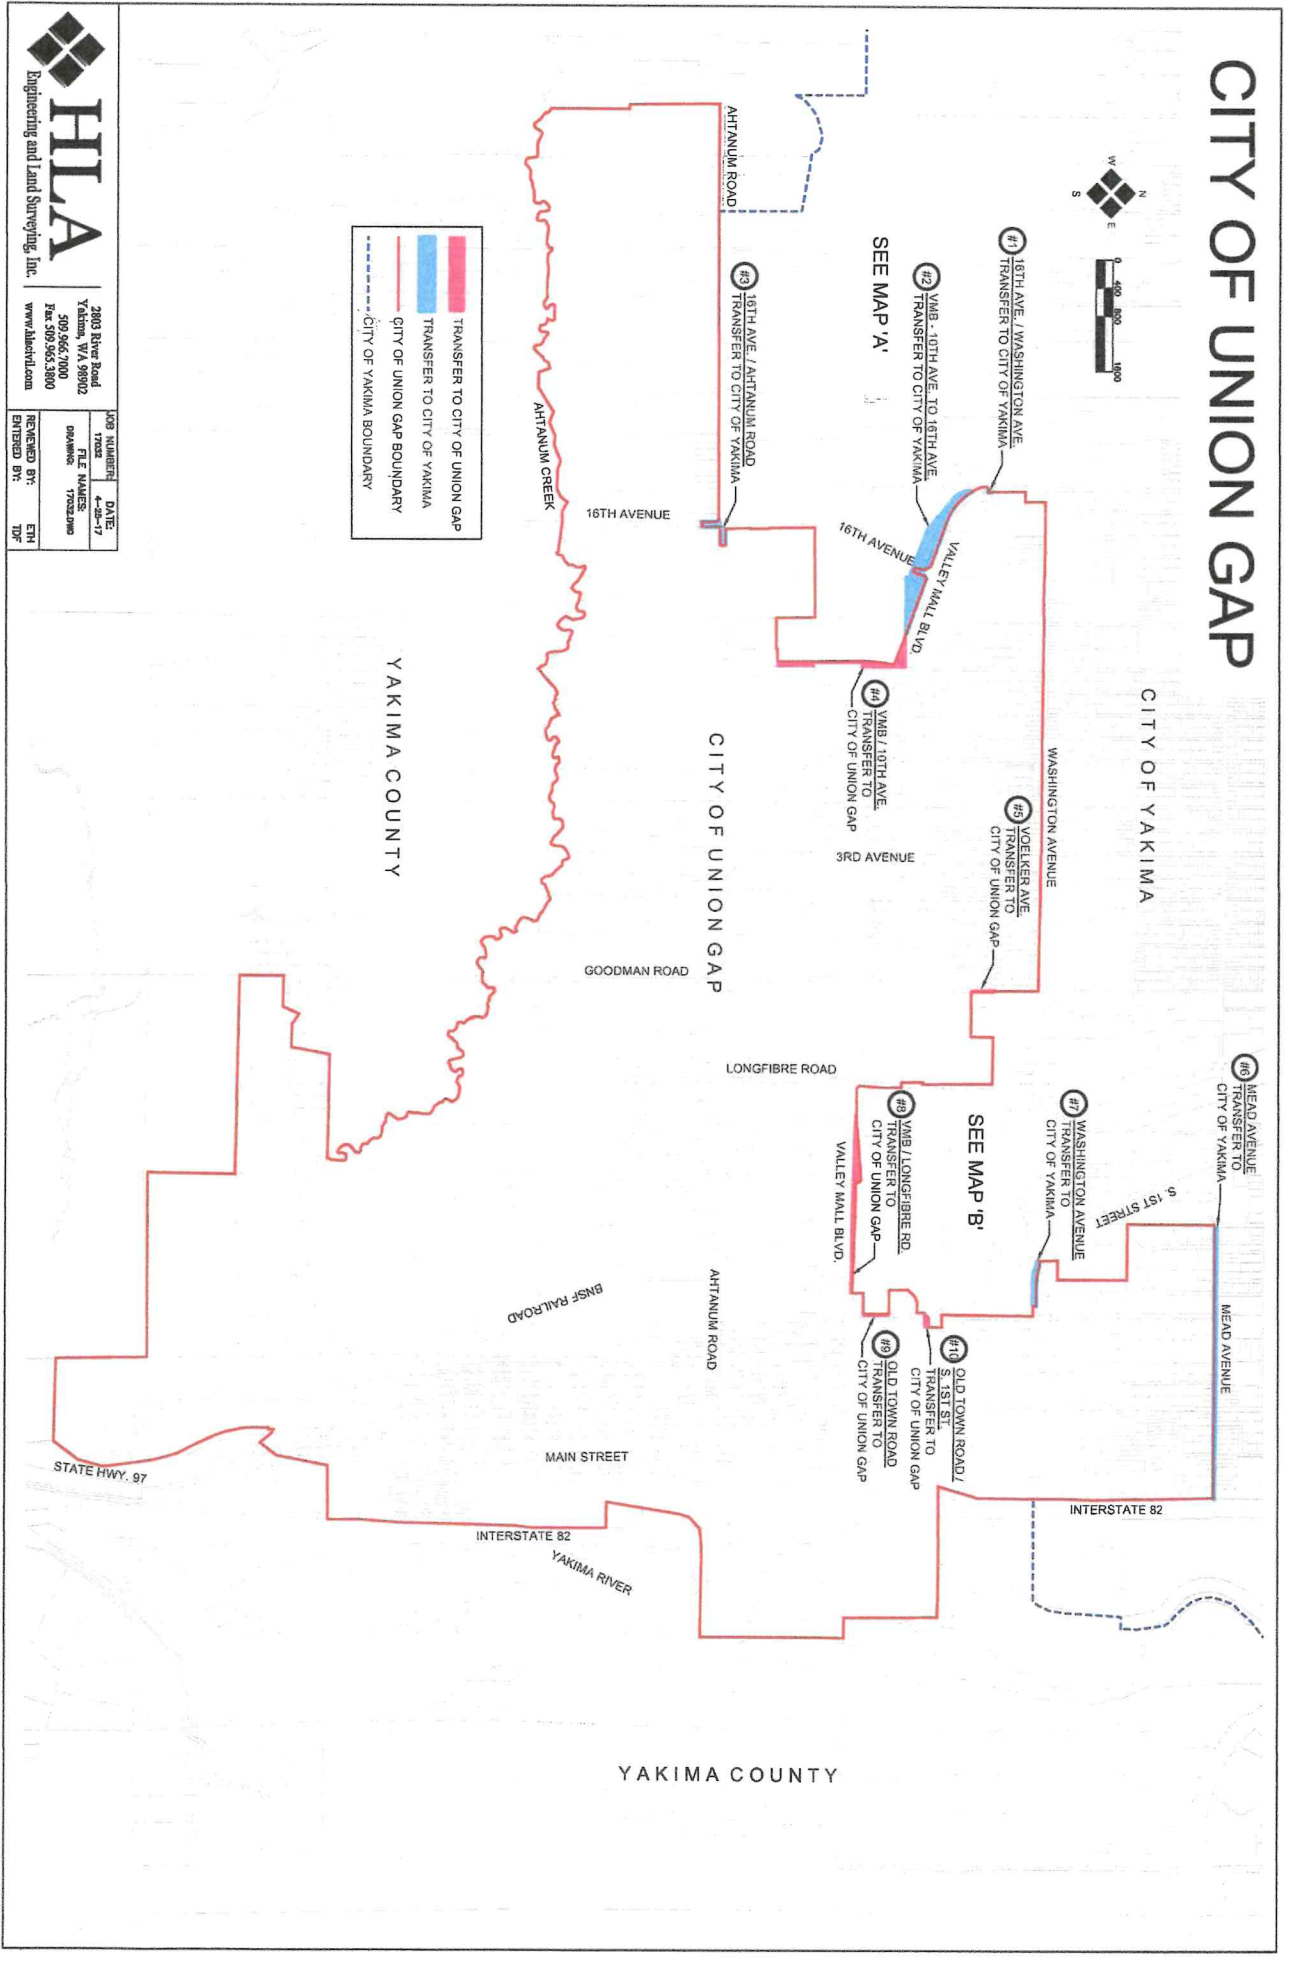 CITY OF UNION GAP
N
W
E
S
0
400
800
1600
CITY OF YAKIMA
#1
16TH AVE. / WASHINGTON AVE.
TRANSFER TO CITY OF YAKIMA
#2
VMB - 10TH AVE. TO 16TH AVE.
TRANSFER TO CITY OF YAKIMA
SEE MAP 'A'
#3
16TH AVE. / AHTANUM ROAD
TRANSFER TO CITY OF YAKIMA
AHTANUM ROAD
16TH AVENUE
VALLEY MALL BLVD.
#4
VMB / 10TH AVE.
TRANSFER TO
CITY OF UNION GAP
WASHINGTON AVENUE
#5
VOELKER AVE.
TRANSFER TO
CITY OF UNION GAP
3RD AVENUE
#6
MEAD AVENUE
TRANSFER TO
CITY OF YAKIMA
S. 1ST STREET
MEAD AVENUE
#7
WASHINGTON AVENUE
TRANSFER TO
CITY OF YAKIMA
SEE MAP 'B'
#8
VMB / LONGFIBRE RD.
TRANSFER TO
CITY OF UNION GAP
VALLEY MALL BLVD.
#10
OLD TOWN ROAD /
S. 1ST ST.
TRANSFER TO
CITY OF UNION GAP
#9
OLD TOWN ROAD
TRANSFER TO
CITY OF UNION GAP
INTERSTATE 82
16TH AVENUE
CITY OF UNION GAP
GOODMAN ROAD
LONGFIBRE ROAD
AHTANUM ROAD
BNSF RAILROAD
MAIN STREET
INTERSTATE 82
YAKIMA RIVER
STATE HWY. 97
AHTANUM CREEK
YAKIMA COUNTY
YAKIMA COUNTY
TRANSFER TO CITY OF UNION GAP
TRANSFER TO CITY OF YAKIMA
CITY OF UNION GAP BOUNDARY
CITY OF YAKIMA BOUNDARY
HLA
Engineering and Land Surveying, Inc.
2803 River Road
Yakima, WA 98902
509.966.7000
Fax 509.965.3800
www.hlacivil.com
JOB NUMBER:
17032
DATE:
4-28-17
FILE NAMES:
DRAWING: 17032.DWG
REVIEWED BY: ETH
ENTERED BY: TDF